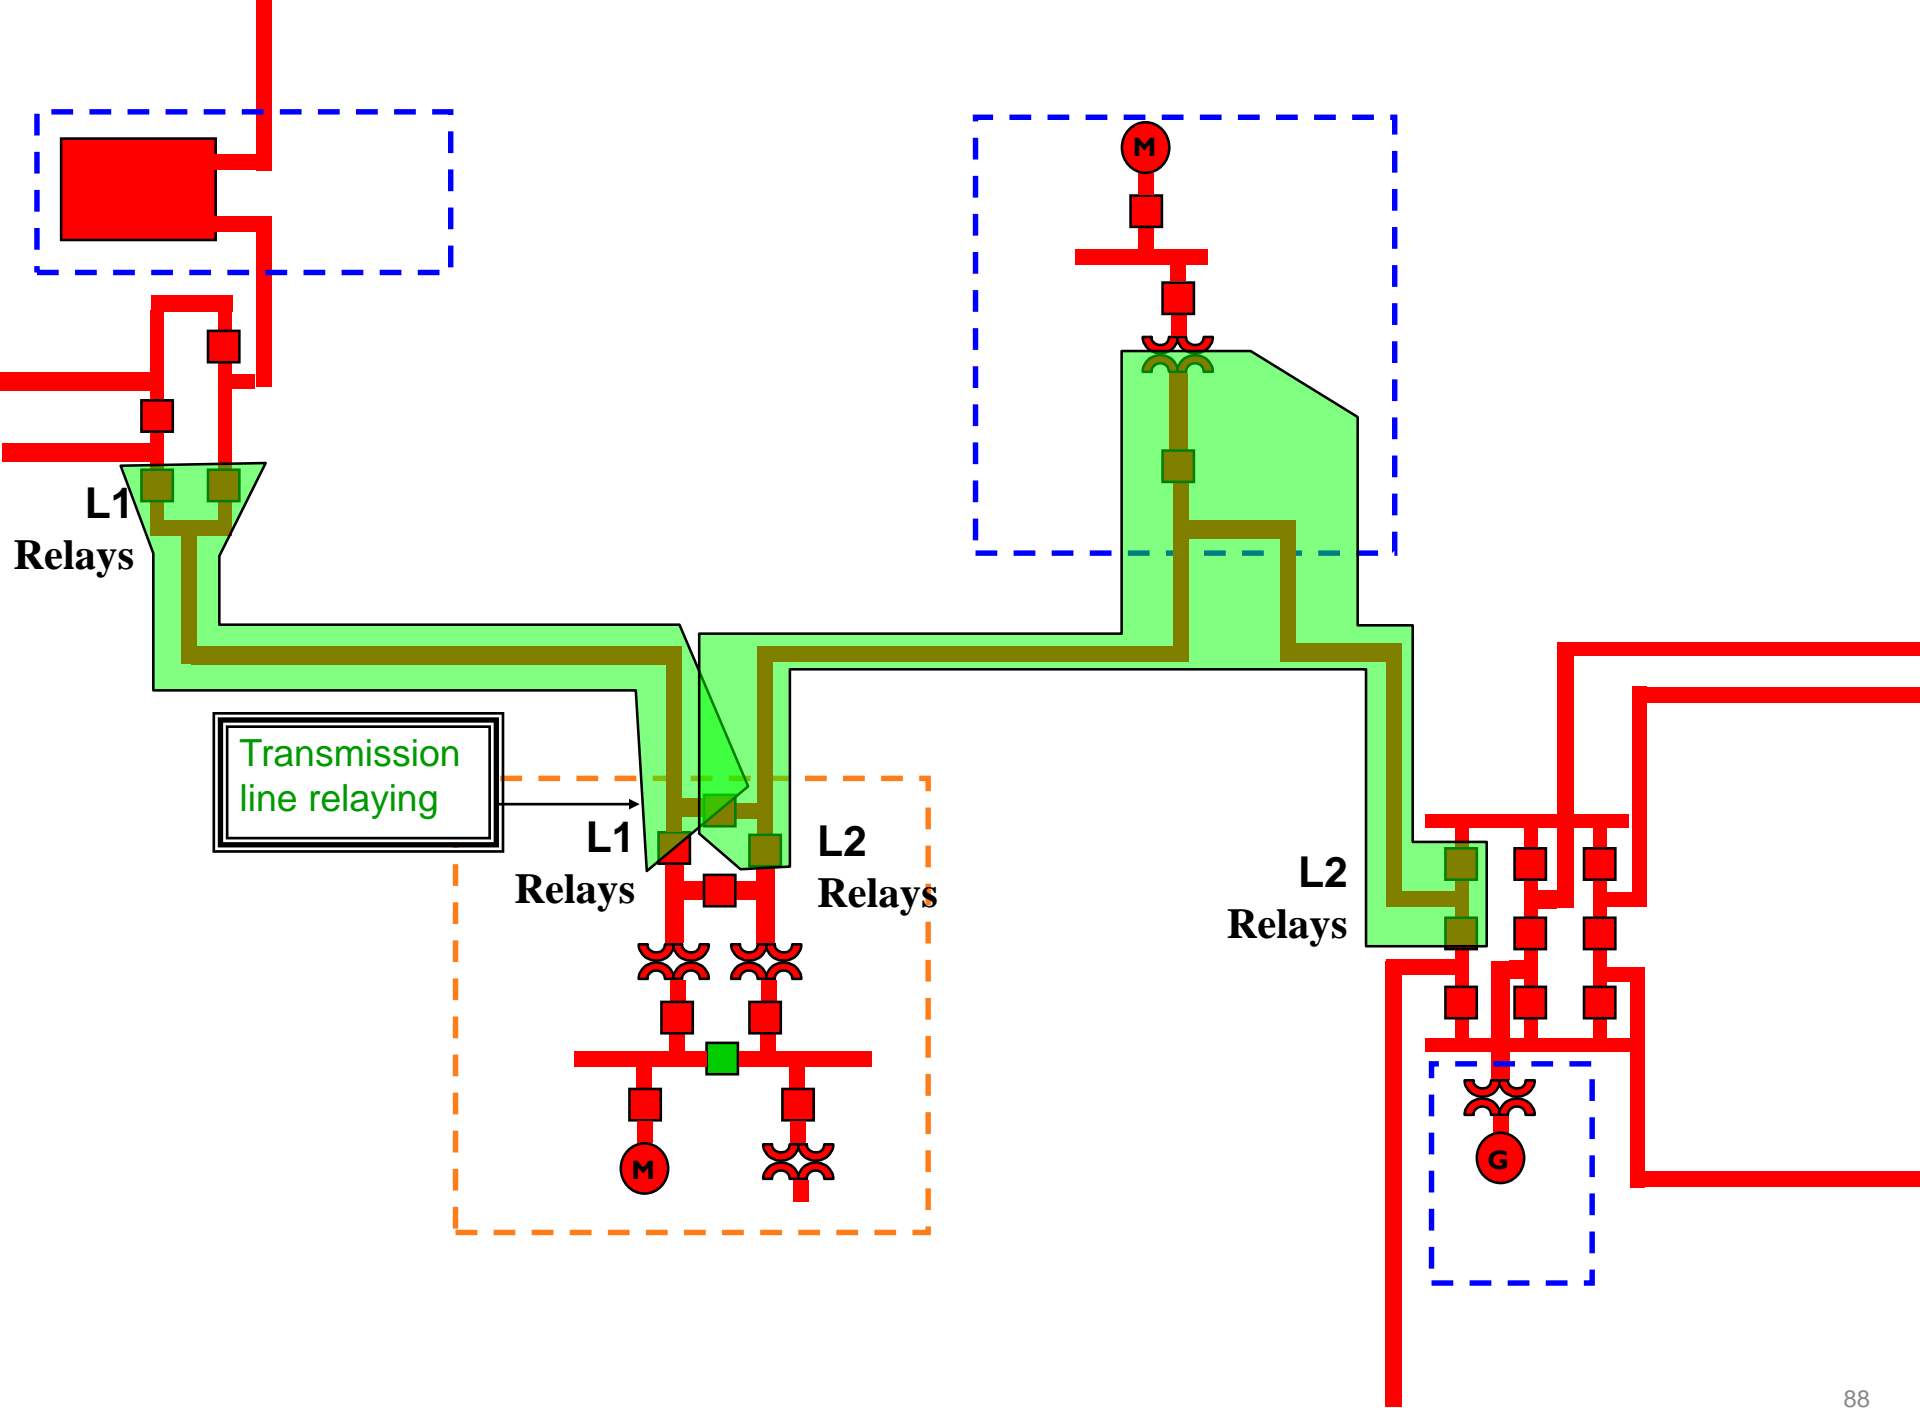 M
L1
Relays
Transmission
line relaying
L1
Relays
L2
Relays
L2
Relays
M
G
88